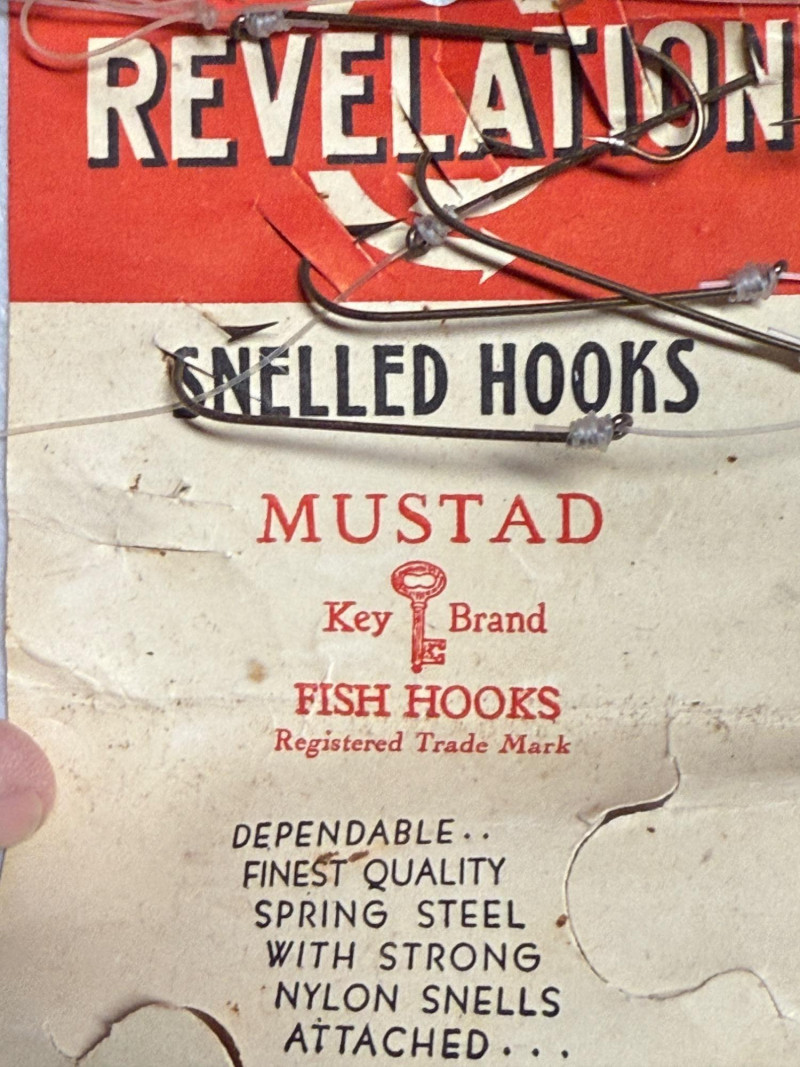 REVELATION
SNELLED HOOKS
MUSTAD
Key Brand
FISH HOOKS
Registered Trade Mark
DEPENDABLE..
FINEST QUALITY
SPRING STEEL
WITH STRONG
NYLON SNELLS
ATTACHED...